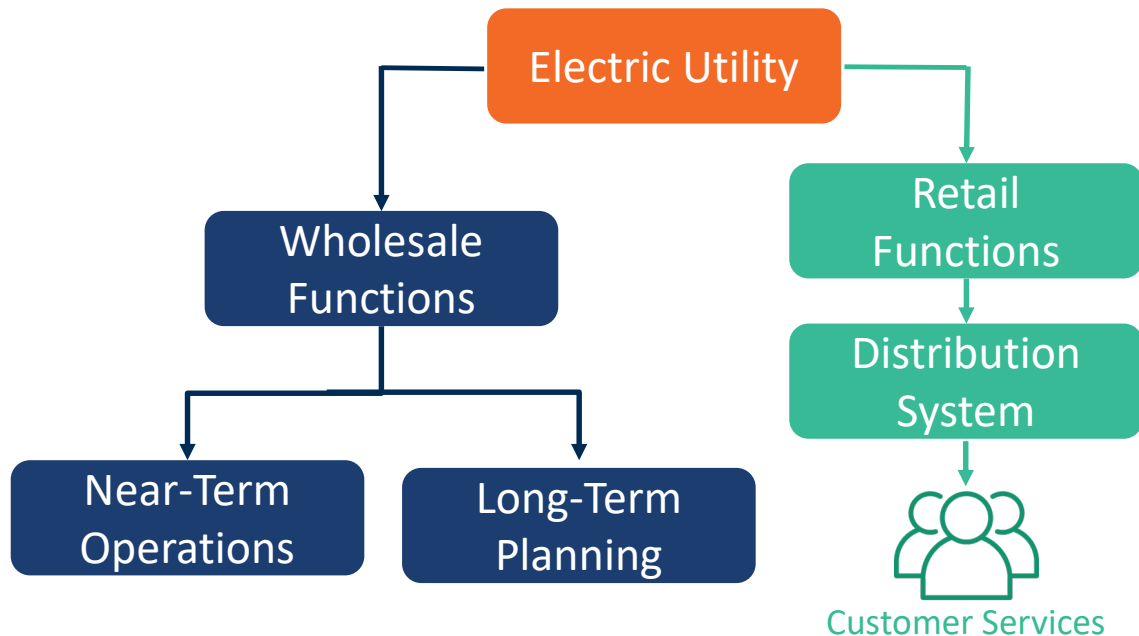 Electric Utility
Wholesale
Functions
Near-Term
Operations
Long-Term
Planning
Retail
Functions
Distribution
System
Customer Services